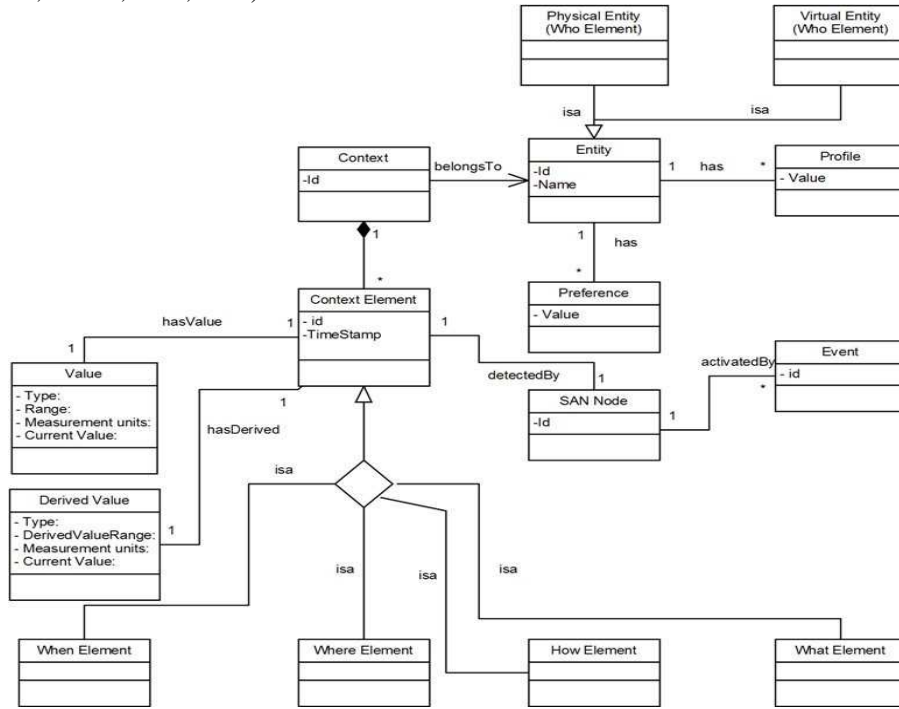 Physical Entity
(Who Element)
Virtual Entity
(Who Element)
isa
isa
Context
-Id
belongsTo
Entity
-Id
-Name
1
has
*
Profile
- Value
1
*
1
has
*
Context Element
- id
-TimeStamp
Preference
- Value
hasValue
1
1
1
detectedBy
1
SAN Node
-Id
1
activatedBy
*
Event
- id
Value
- Type:
- Range:
- Measurement units:
- Current Value:
1
hasDerived
1
Derived Value
- Type:
- DerivedValueRange:
- Measurement units:
- Current Value:
isa
isa
isa
isa
When Element
Where Element
How Element
What Element